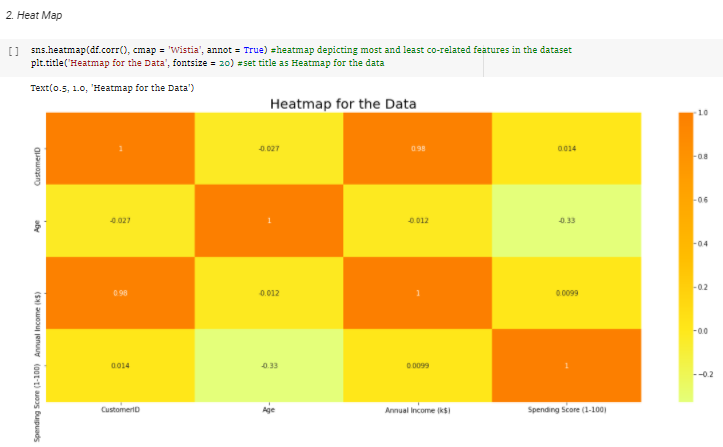 2. Heat Map
[ ] sns.heatmap(df.corr(), cmap = 'Wistia', annot = True) #heatmap depicting most and least co-related features in the dataset
plt.title('Heatmap for the Data', fontsize = 20) #set title as Heatmap for the data
Text(0.5, 1.0, 'Heatmap for the Data')
Heatmap for the Data
CustomerID
1 -0.027 0.98 0.014
Age
-0.027 1 -0.012 -0.33
Annual Income (k$)
0.98 -0.012 1 0.0099
Spending Score (1-100)
0.014 -0.33 0.0099 1
CustomerID Age Annual Income (k$) Spending Score (1-100)
1.0
0.8
0.6
0.4
0.2
0.0
-0.2